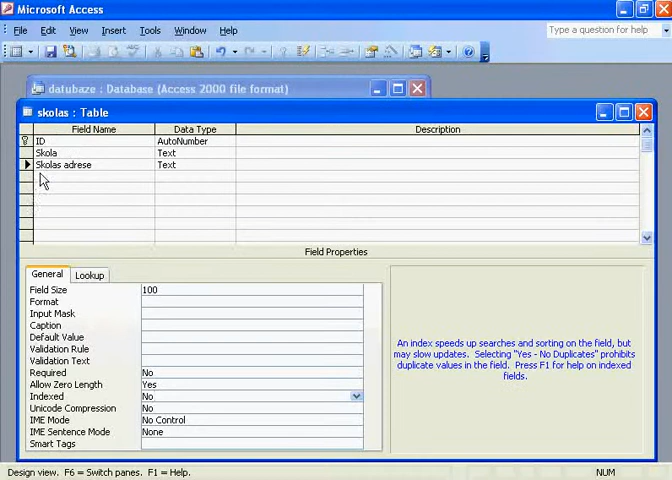 Microsoft Access
File Edit View Insert Tools Window Help
Type a question for help
datubaze : Database (Access 2000 file format)
skolas : Table
Field Name Data Type Description
ID AutoNumber
Skola Text
Skolas adrese Text
Field Properties
General Lookup
Field Size 100
Format
Input Mask
Caption
Default Value
Validation Rule
Validation Text
Required No
Allow Zero Length Yes
Indexed No
Unicode Compression No
IME Mode No Control
IME Sentence Mode None
Smart Tags
An index speeds up searches and sorting on the field, but
may slow updates. Selecting "Yes - No Duplicates" prohibits
duplicate values in the field. Press F1 for help on indexed
fields.
Design view. F6 = Switch panes. F1 = Help. NUM